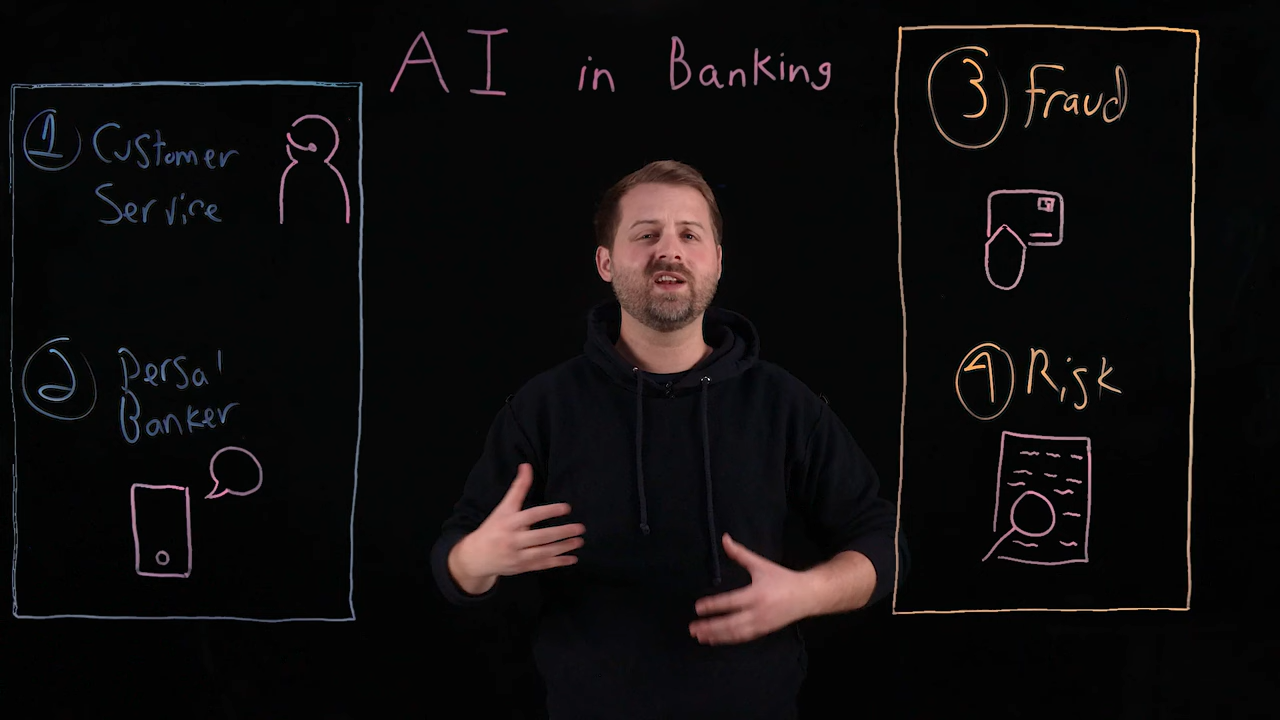 AI in Banking
1 Customer
Service
2 Persal
Banker
3 Fraud
4 Risk